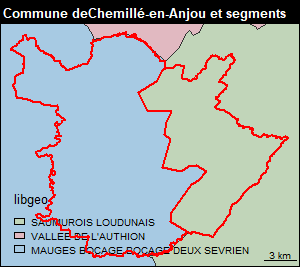 Commune deChemillé-en-Anjou et segments
libgeo
SAUMUROIS LOUDUNAIS
VALLEE DE L'AUTHION
MAUGES BOCAGE BOCAGE DEUX SEVRIEN
3 km